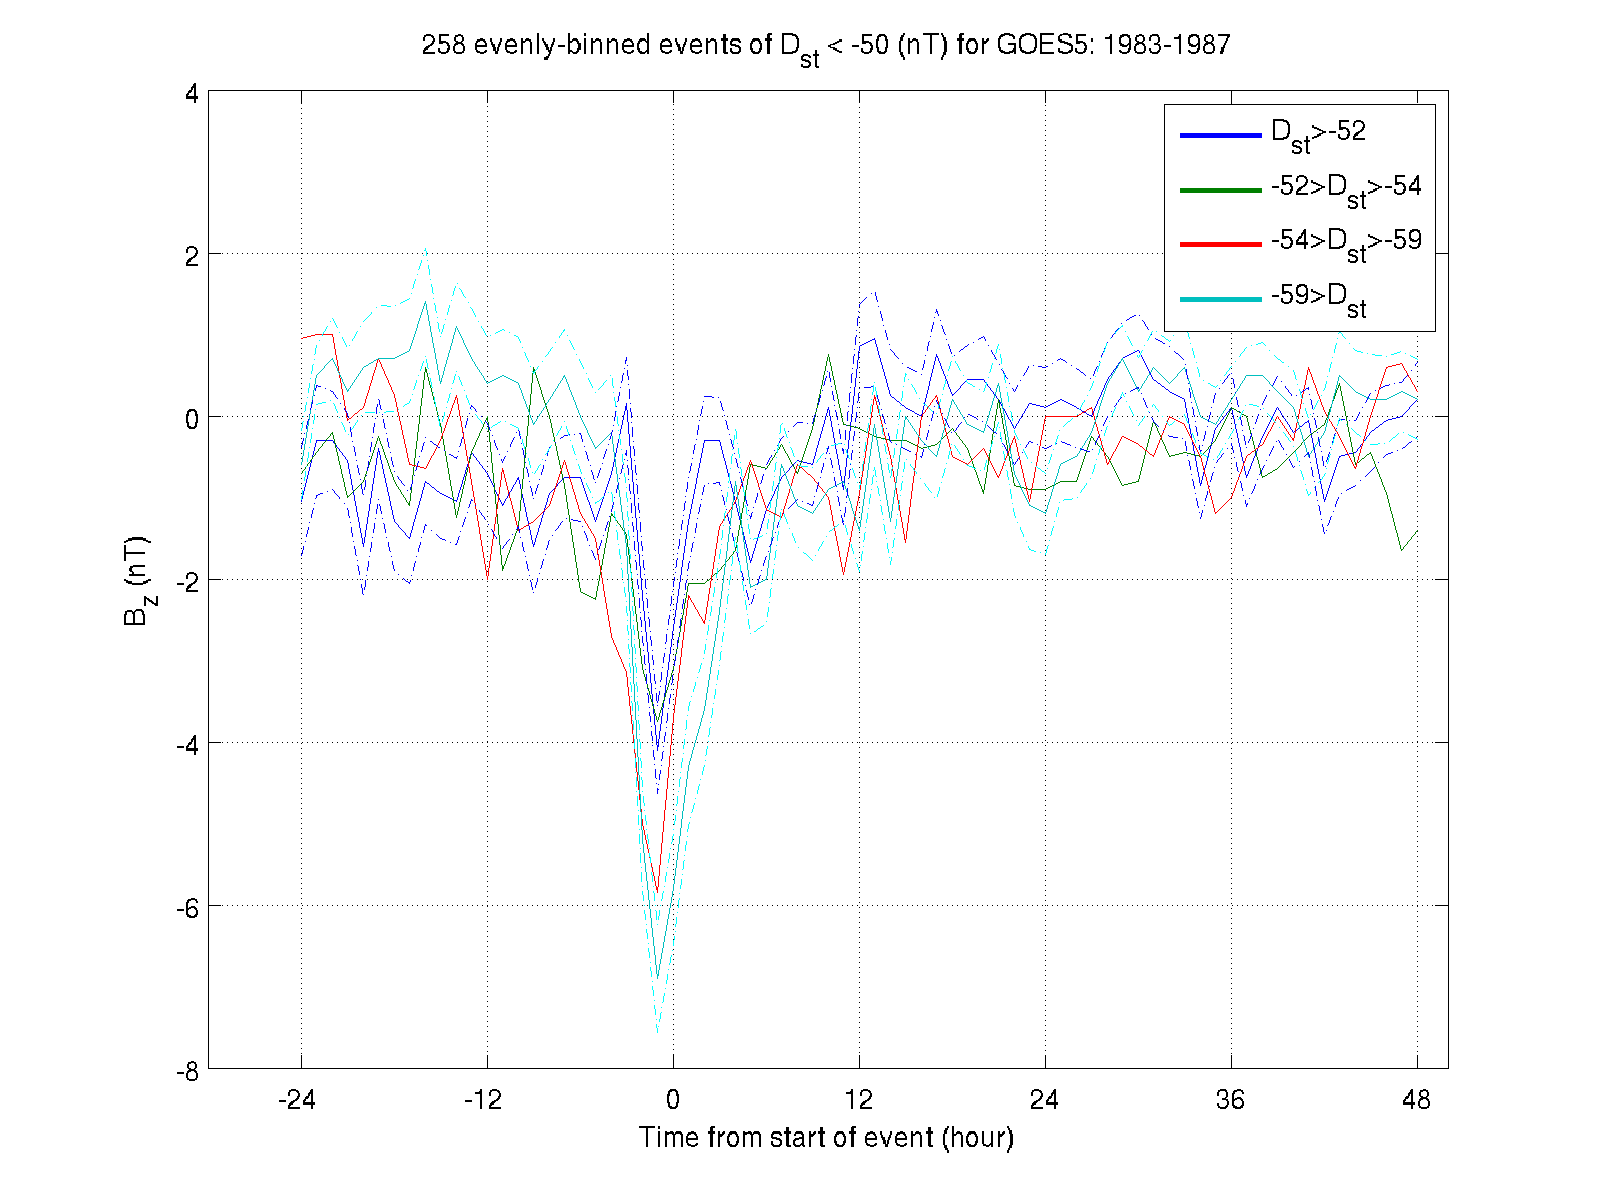 258 evenly-binned events of Dst < -50 (nT) for GOES5: 1983-1987
4
2
0
-2
-4
-6
-8
Bz (nT)
Dst>-52
-52>Dst>-54
-54>Dst>-59
-59>Dst
-24 -12 0 12 24 36 48
Time from start of event (hour)